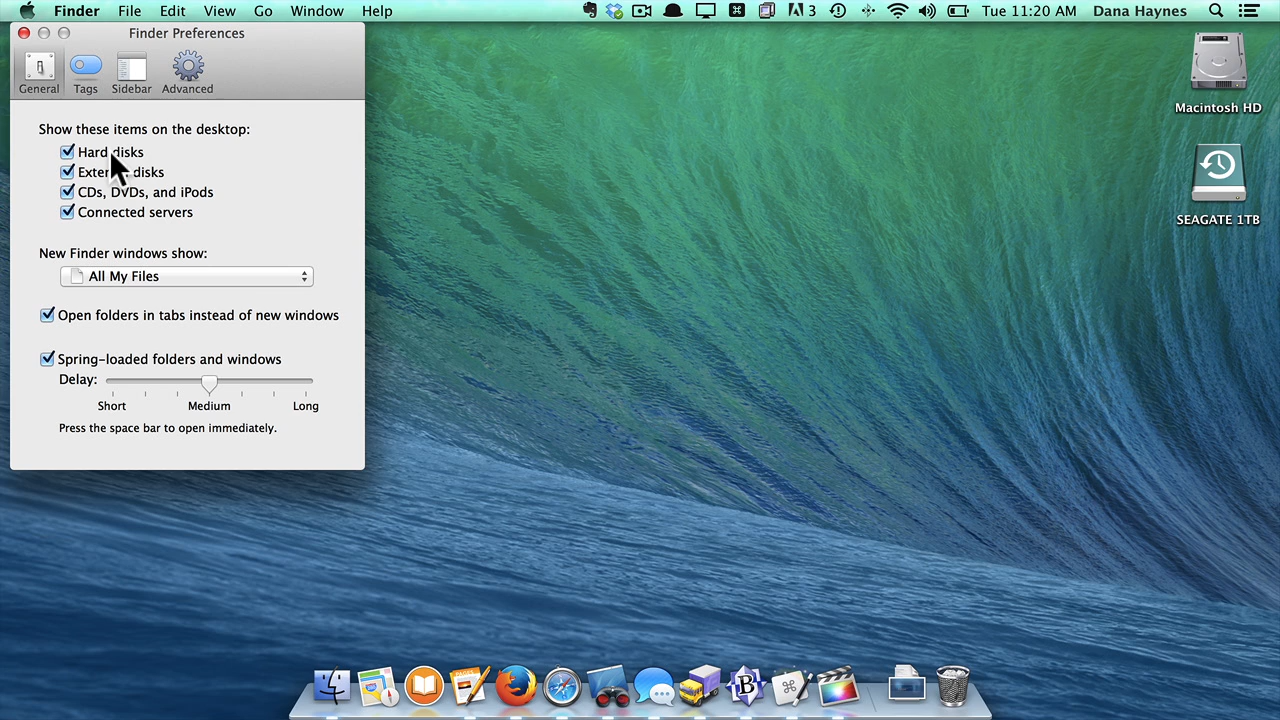 Finder File Edit View Go Window Help 3 Tue 11:20 AM Dana Haynes
Finder Preferences
General Tags Sidebar Advanced
Show these items on the desktop:
Hard disks
External disks
CDs, DVDs, and iPods
Connected servers
New Finder windows show:
All My Files
Open folders in tabs instead of new windows
Spring-loaded folders and windows
Delay:
Short Medium Long
Press the space bar to open immediately.
Macintosh HD
SEAGATE 1TB